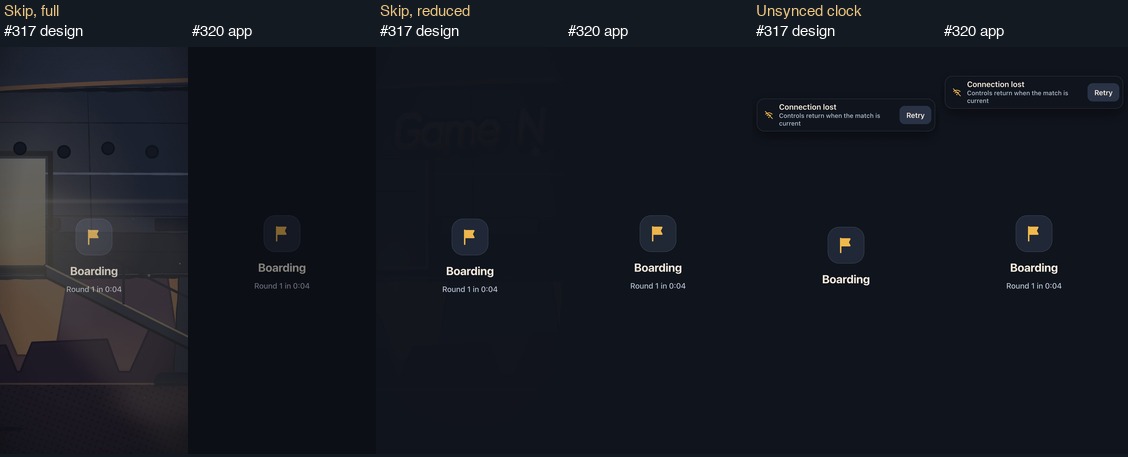 Skip, full
#317 design
#320 app
Skip, reduced
#317 design
#320 app
Unsynced clock
#317 design
#320 app
Boarding
Round 1 in 0:04
Boarding
Round 1 in 0:04
Game N
Boarding
Round 1 in 0:04
Boarding
Round 1 in 0:04
Connection lost
Controls return when the match is
current
Retry
Boarding
Connection lost
Controls return when the match is
current
Retry
Boarding
Round 1 in 0:04